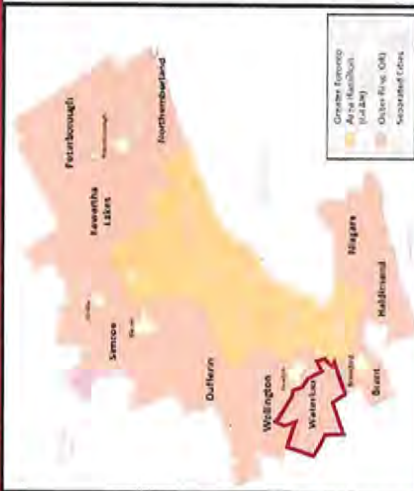 Peterborough
Kawartha
Lakes
Northumberland
Simcoe
Dufferin
Wellington
Waterloo
Brant
Haldimand
Niagara
Greater Toronto
Area Hamilton
(GTAH)
Outer Ring (OR)
Separated Cities